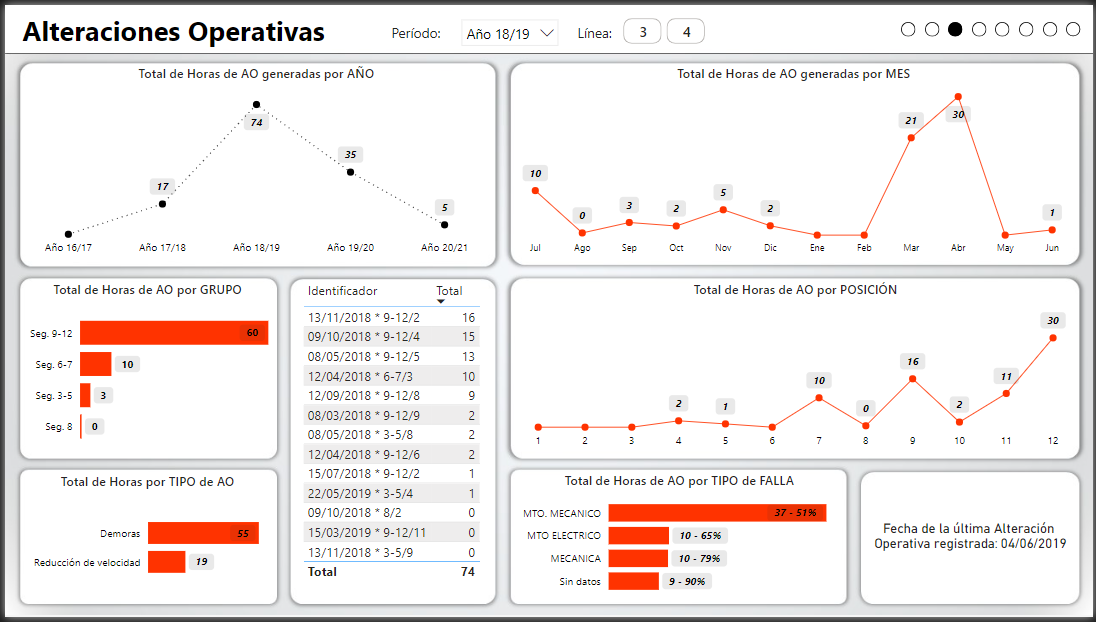 Alteraciones Operativas
Período:
Año 18/19
Línea:
3
4
Total de Horas de AO generadas por AÑO
74
35
17
5
Año 16/17
Año 17/18
Año 18/19
Año 19/20
Año 20/21
Total de Horas de AO generadas por MES
10
0
3
2
5
2
21
30
1
Jul
Ago
Sep
Oct
Nov
Dic
Ene
Feb
Mar
Abr
May
Jun
Total de Horas de AO por GRUPO
Seg. 9-12 60
Seg. 6-7 10
Seg. 3-5 3
Seg. 8 0
Identificador Total
13/11/2018 * 9-12/2 16
09/10/2018 * 9-12/4 15
08/05/2018 * 9-12/5 13
12/04/2018 * 6-7/3 10
12/09/2018 * 9-12/8 9
08/03/2018 * 9-12/9 2
08/05/2018 * 3-5/8 2
12/04/2018 * 9-12/6 2
15/07/2018 * 9-12/2 1
22/05/2019 * 3-5/4 1
09/10/2018 * 8/2 0
15/03/2019 * 9-12/11 0
13/11/2018 * 3-5/9 0
Total 74
Total de Horas de AO por POSICIÓN
2
1
10
0
16
2
11
30
1
2
3
4
5
6
7
8
9
10
11
12
Total de Horas por TIPO de AO
Demoras 55
Reducción de velocidad 19
Total de Horas de AO por TIPO de FALLA
MTO. MECANICO 37 - 51%
MTO ELECTRICO 10 - 65%
MECANICA 10 - 79%
Sin datos 9 - 90%
Fecha de la última Alteración
Operativa registrada: 04/06/2019